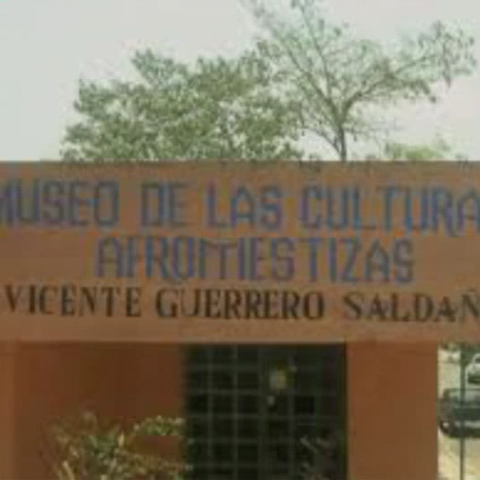 MUSEO DE LAS CULTURA
AFROMESTIZAS
VICENTE GUERRERO SALDAÑ